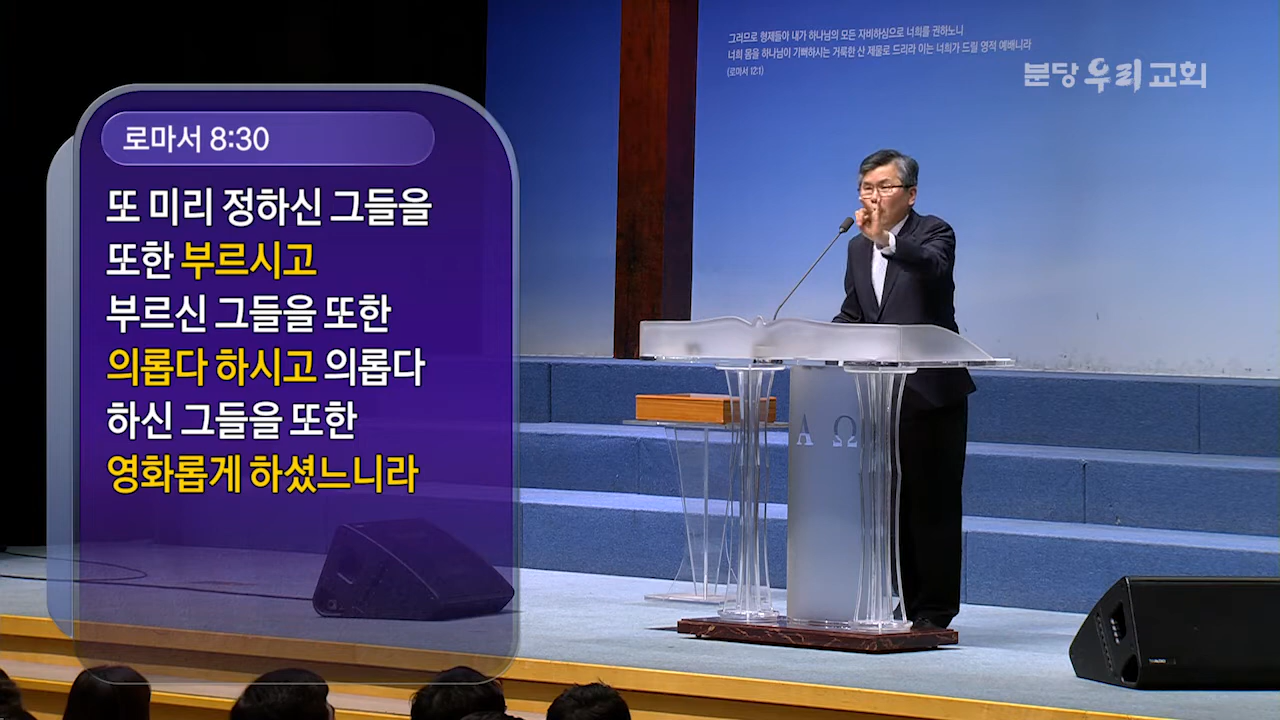 그러므로 형제들아 내가 하나님의 모든 자비하심으로 너희를 권하노니
너희 몸을 하나님이 기뻐하시는 거룩한 산 제물로 드리라 이는 너희가 드릴 영적 예배니라
(로마서 12:1)
분당우리교회
로마서 8:30
또 미리 정하신 그들을
또한 부르시고
부르신 그들을 또한
의롭다 하시고 의롭다
하신 그들을 또한
영화롭게 하셨느니라
Α Ω